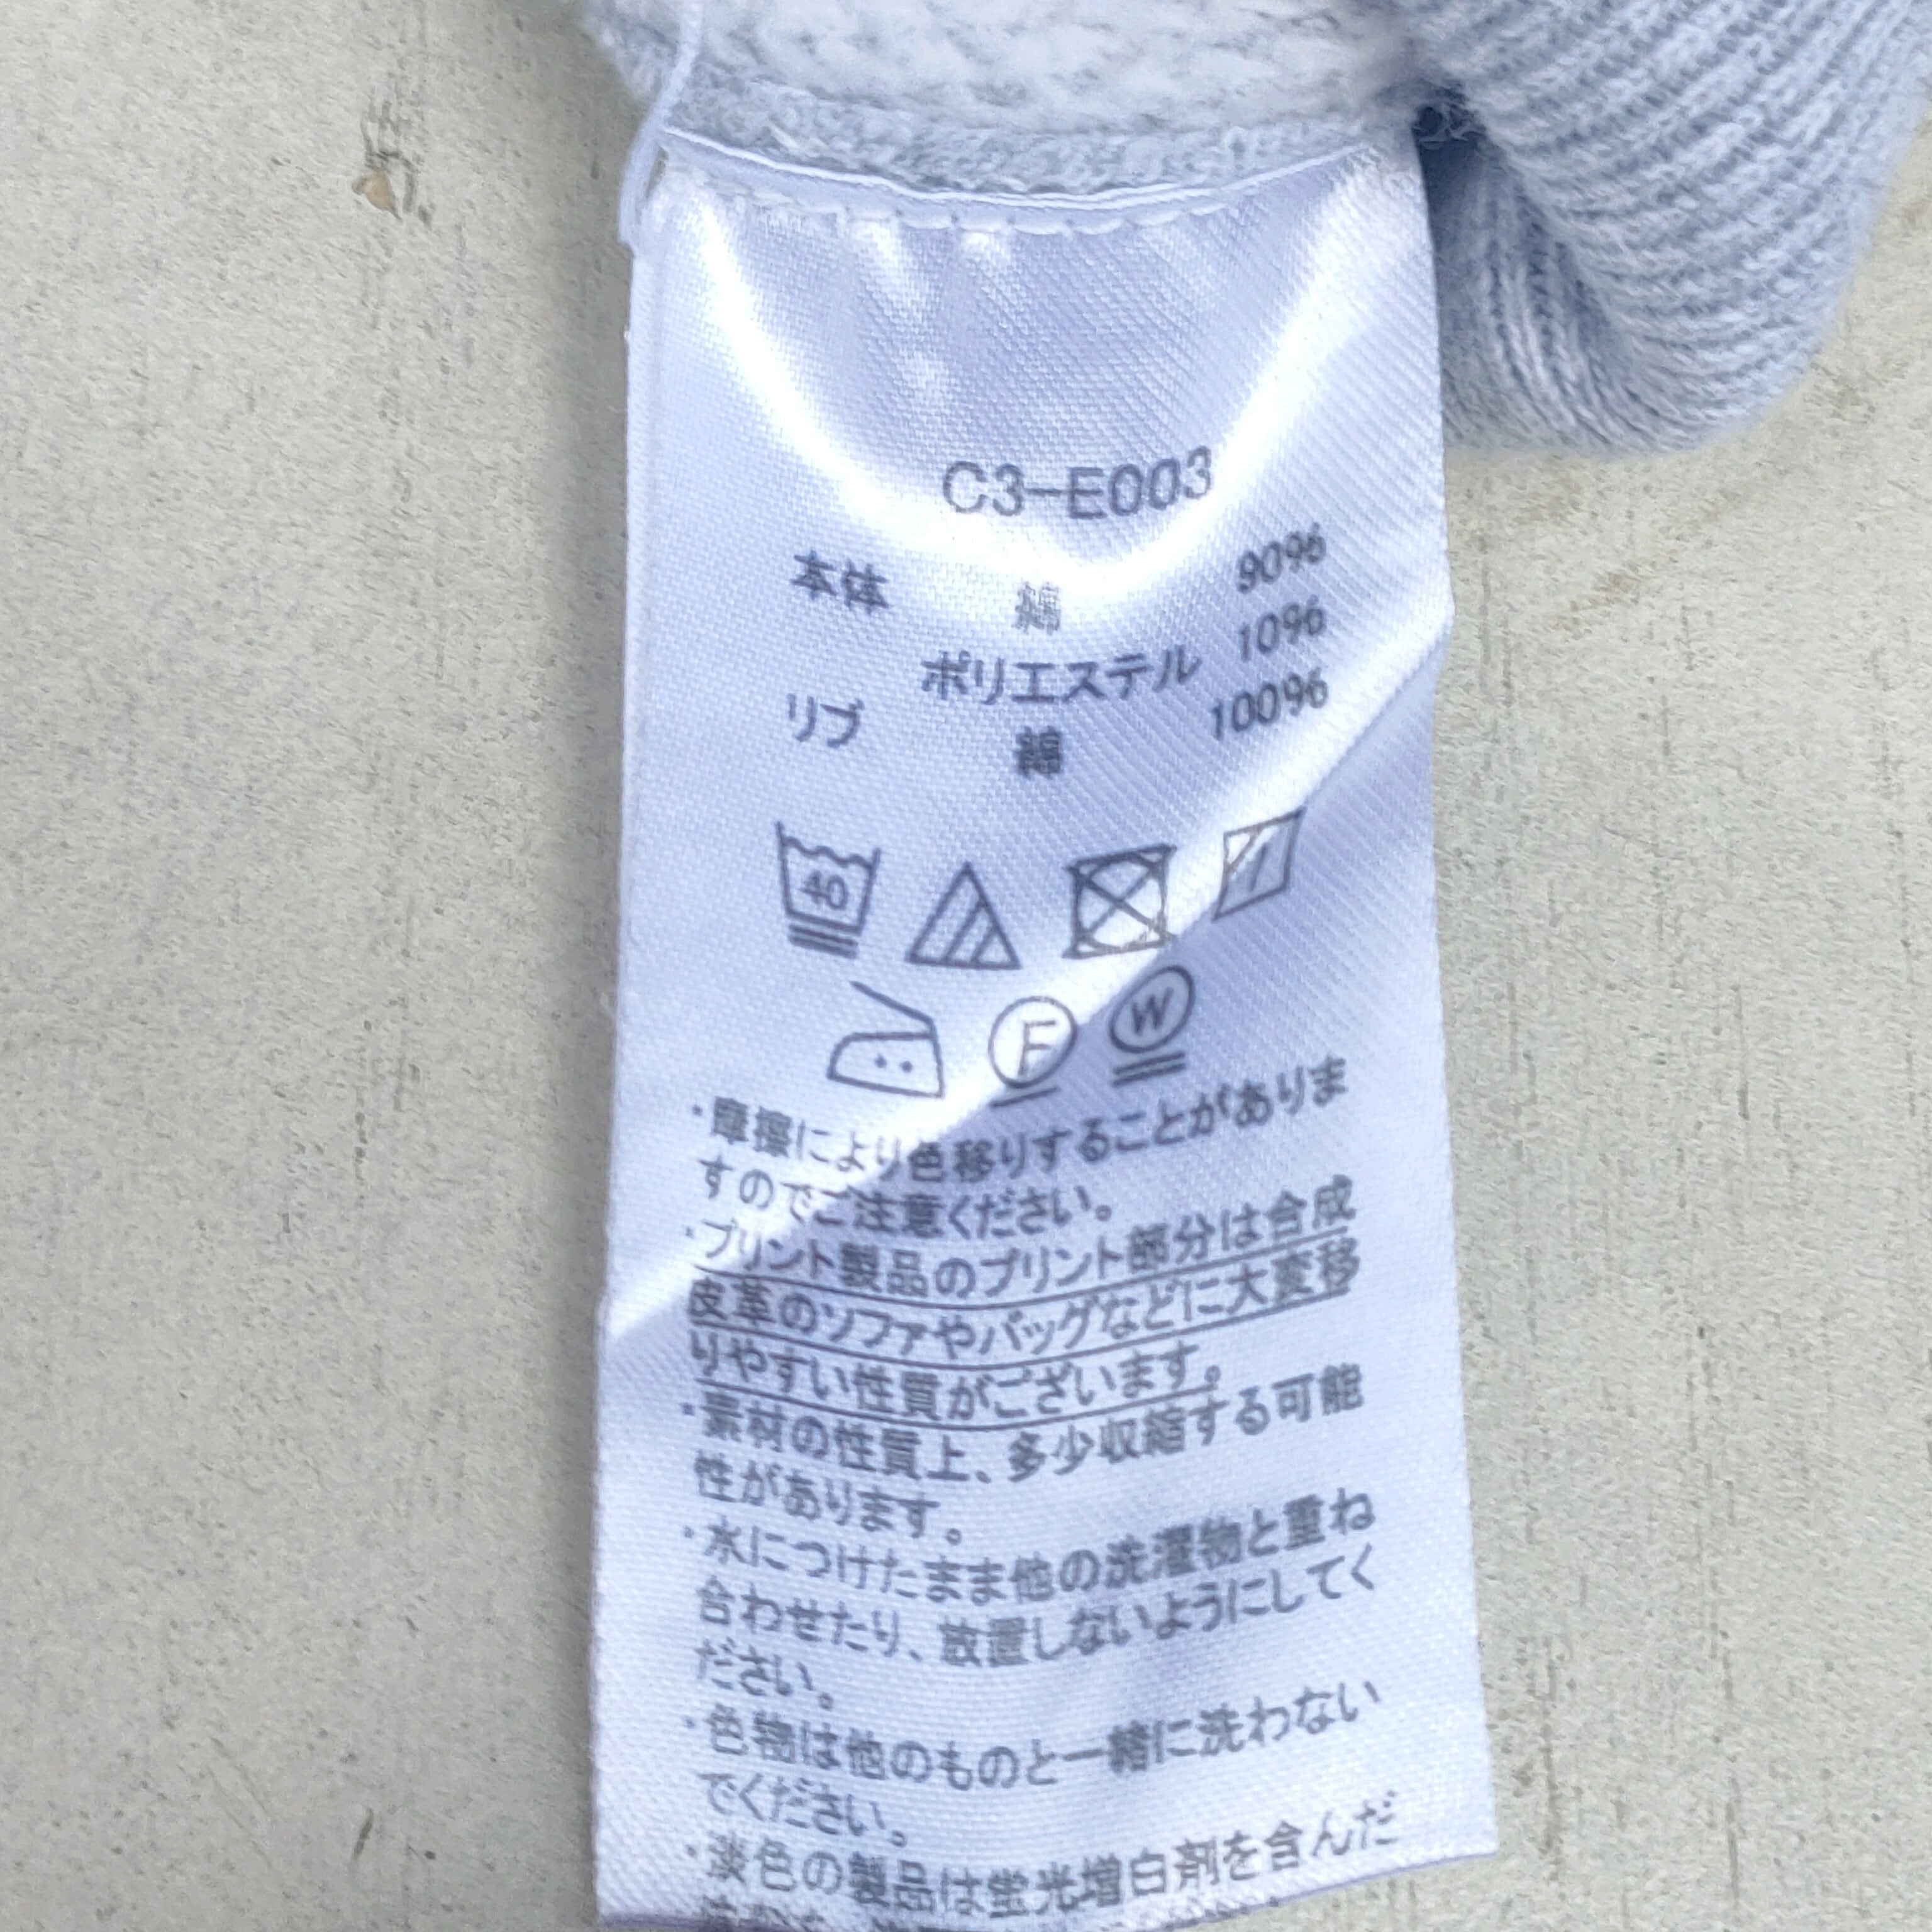 C3-E003
本体 綿 90%
ポリエステル 10%
リブ 綿 100%
40
F W
・摩擦により色移りすることがありま
すのでご注意ください。
・プリント製品のプリント部分は合成
皮革のソファやバッグなどに大変移
りやすい性質がございます。
・素材の性質上、多少収縮する可能
性があります。
・水につけたまま他の洗濯物と重ね
合わせたり、放置しないようにしてく
ださい。
・色物は他のものと一緒に洗わない
でください。
・淡色の製品は蛍光増白剤を含んだ